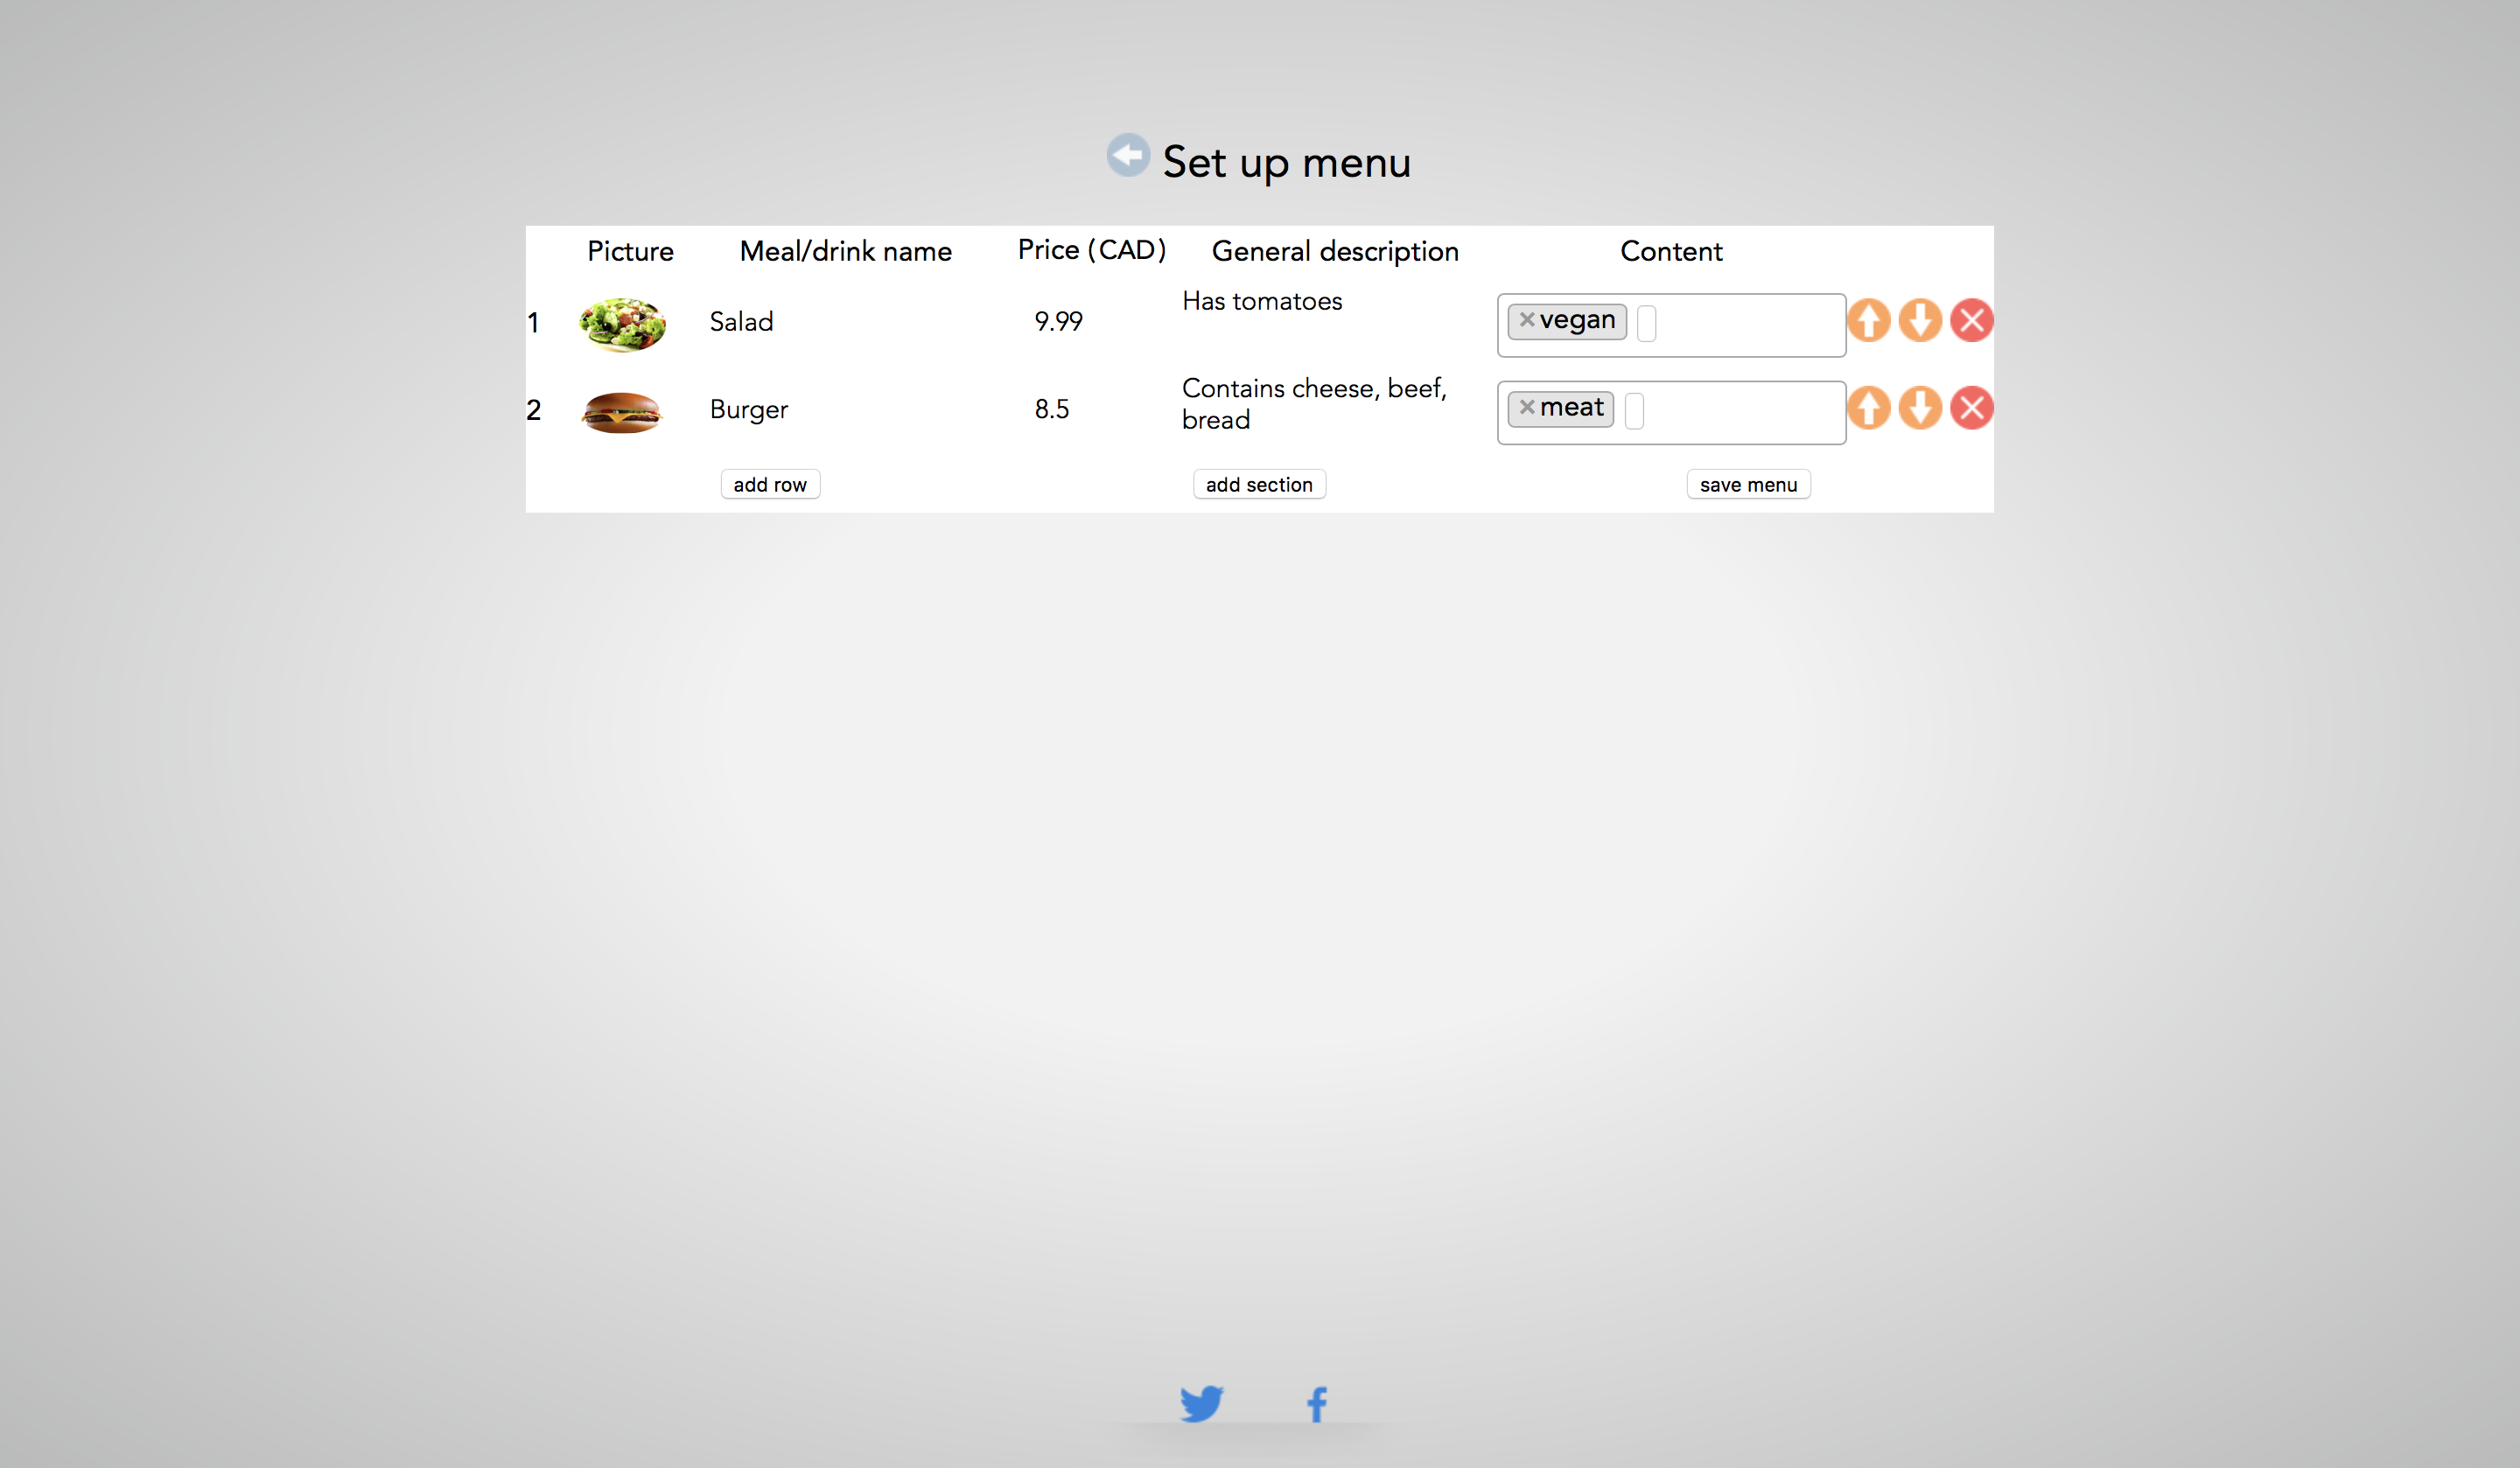 Set up menu
Picture Meal/drink name Price (CAD) General description Content
1 Salad 9.99 Has tomatoes ×vegan
2 Burger 8.5 Contains cheese, beef,
bread ×meat
add row add section save menu